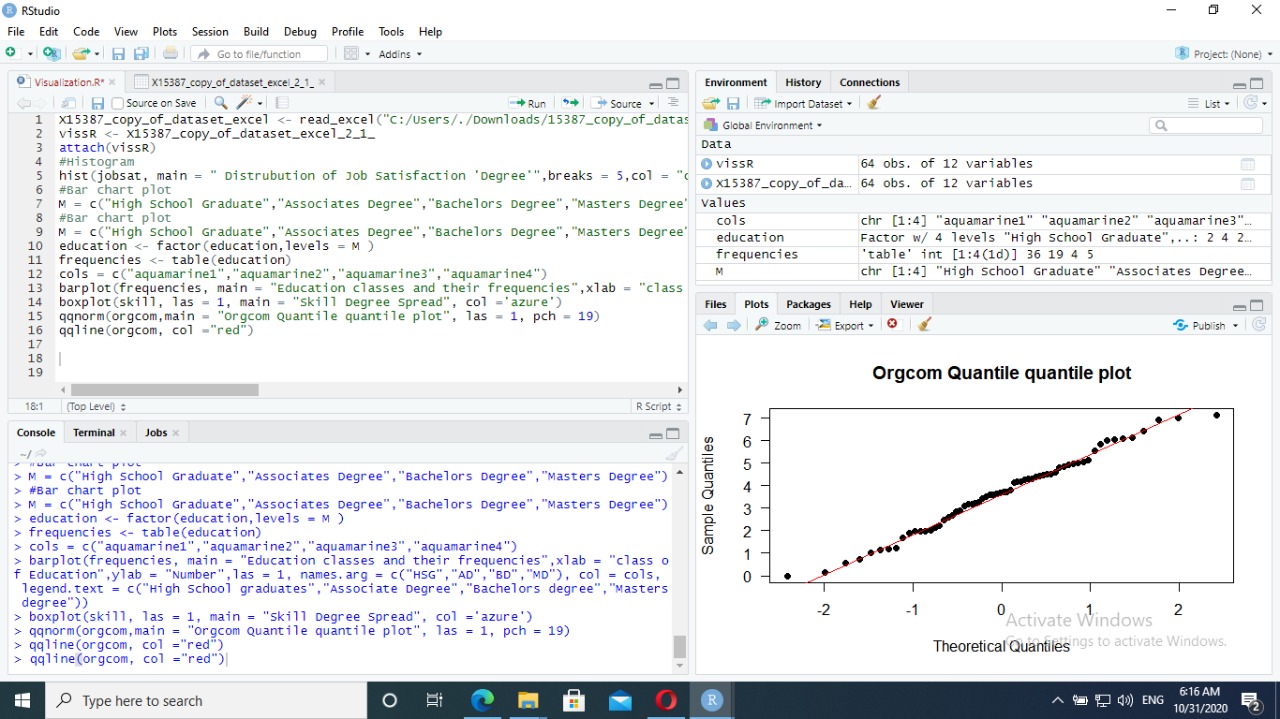 RStudio
File Edit Code View Plots Session Build Debug Profile Tools Help
Go to file/function Addins Project: (None)
Visualization.R* X15387_copy_of_dataset_excel_2_1_
Source on Save Run Source
1 X15387_copy_of_dataset_excel <- read_excel("C:/Users/./Downloads/15387_copy_of_datas
2 vissR <- X15387_copy_of_dataset_excel_2_1_
3 attach(vissR)
4 #Histogram
5 hist(jobsat, main = " Distrubution of Job Satisfaction 'Degree'",breaks = 5,col = "c
6 #Bar chart plot
7 M = c("High School Graduate","Associates Degree","Bachelors Degree","Masters Degree"
8 #Bar chart plot
9 M = c("High School Graduate","Associates Degree","Bachelors Degree","Masters Degree"
10 education <- factor(education,levels = M )
11 frequencies <- table(education)
12 cols = c("aquamarine1","aquamarine2","aquamarine3","aquamarine4")
13 barplot(frequencies, main = "Education classes and their frequencies",xlab = "class
14 boxplot(skill, las = 1, main = "Skill Degree Spread", col ='azure')
15 qqnorm(orgcom,main = "Orgcom Quantile quantile plot", las = 1, pch = 19)
16 qqline(orgcom, col ="red")
17
18
19
18:1 (Top Level) R Script
Console Terminal Jobs
~/
> #Bar chart plot
> M = c("High School Graduate","Associates Degree","Bachelors Degree","Masters Degree")
> #Bar chart plot
> M = c("High School Graduate","Associates Degree","Bachelors Degree","Masters Degree")
> education <- factor(education,levels = M )
> frequencies <- table(education)
> cols = c("aquamarine1","aquamarine2","aquamarine3","aquamarine4")
> barplot(frequencies, main = "Education classes and their frequencies",xlab = "class o
f Education",ylab = "Number",las = 1, names.arg = c("HSG","AD","BD","MD"), col = cols,
legend.text = c("High School graduates","Associate Degree","Bachelors degree","Masters
degree"))
> boxplot(skill, las = 1, main = "Skill Degree Spread", col ='azure')
> qqnorm(orgcom,main = "Orgcom Quantile quantile plot", las = 1, pch = 19)
> qqline(orgcom, col ="red")
> qqline(orgcom, col ="red")
Environment History Connections
Import Dataset List
Global Environment
Data
vissR 64 obs. of 12 variables
X15387_copy_of_da… 64 obs. of 12 variables
Values
cols chr [1:4] "aquamarine1" "aquamarine2" "aquamarine3"…
education Factor w/ 4 levels "High School Graduate",..: 2 4 2…
frequencies 'table' int [1:4(1d)] 36 19 4 5
M chr [1:4] "High School Graduate" "Associates Degree…
Files Plots Packages Help Viewer
Zoom Export Publish
Orgcom Quantile quantile plot
Sample Quantiles
7
6
5
4
3
2
1
0
-2 -1 0 1 2
Theoretical Quantiles
Activate Windows
Go to Settings to activate Windows.
Type here to search
ENG
6:16 AM
10/31/2020
2